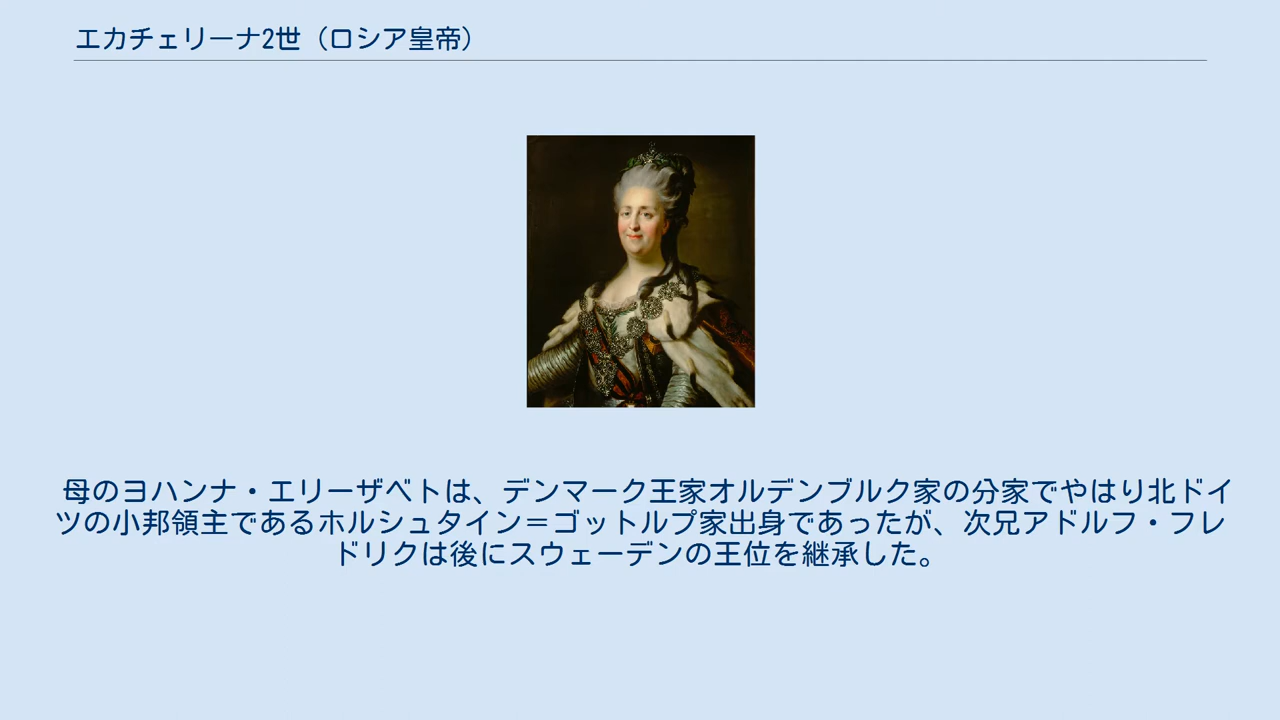 エカチェリーナ2世（ロシア皇帝）
母のヨハンナ・エリーザベトは、デンマーク王家オルデンブルク家の分家でやはり北ドイ
ツの小邦領主であるホルシュタイン＝ゴットルプ家出身であったが、次兄アドルフ・フレ
ドリクは後にスウェーデンの王位を継承した。